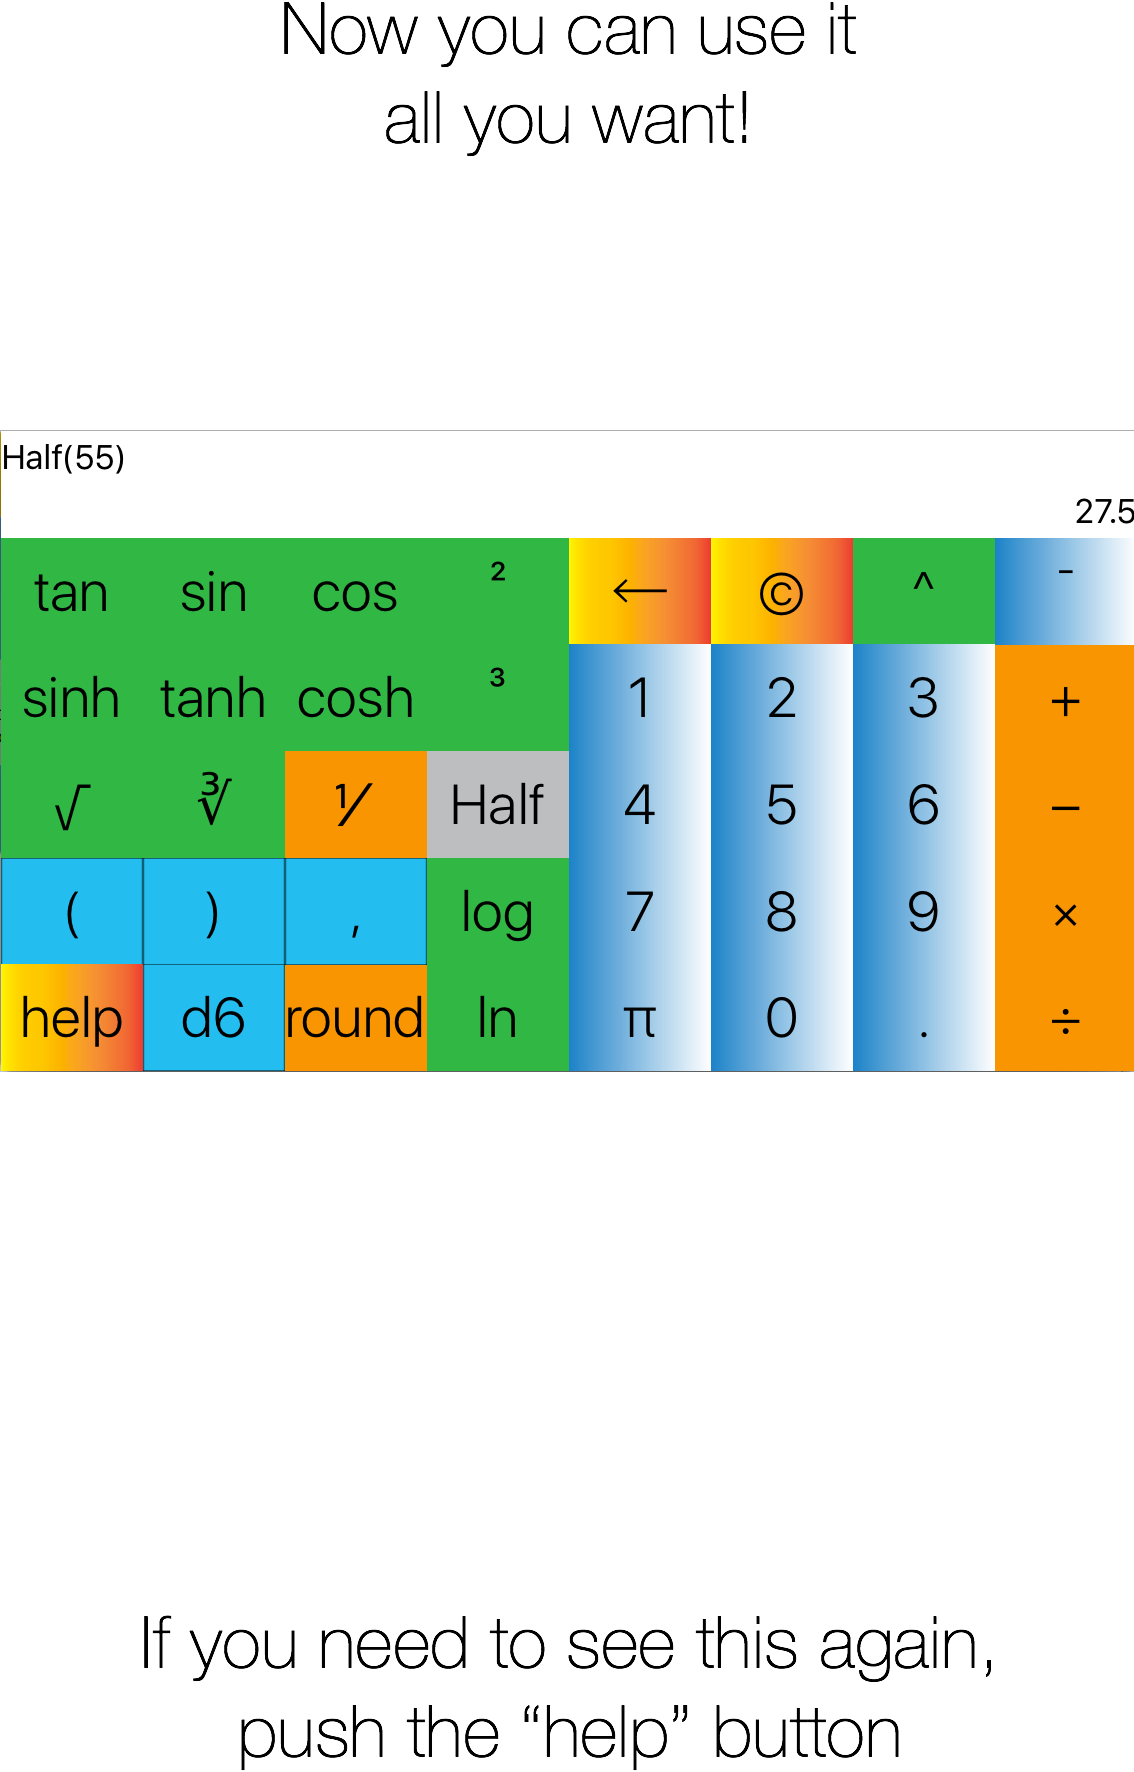 Now you can use it
all you want!
Half(55)
27.5
tan sin cos ² ← © ^ -
sinh tanh cosh ³ 1 2 3 +
√ ∛ ⅟ Half 4 5 6 −
( ) , log 7 8 9 ×
help d6 round ln π 0 . ÷
If you need to see this again,
push the “help” button